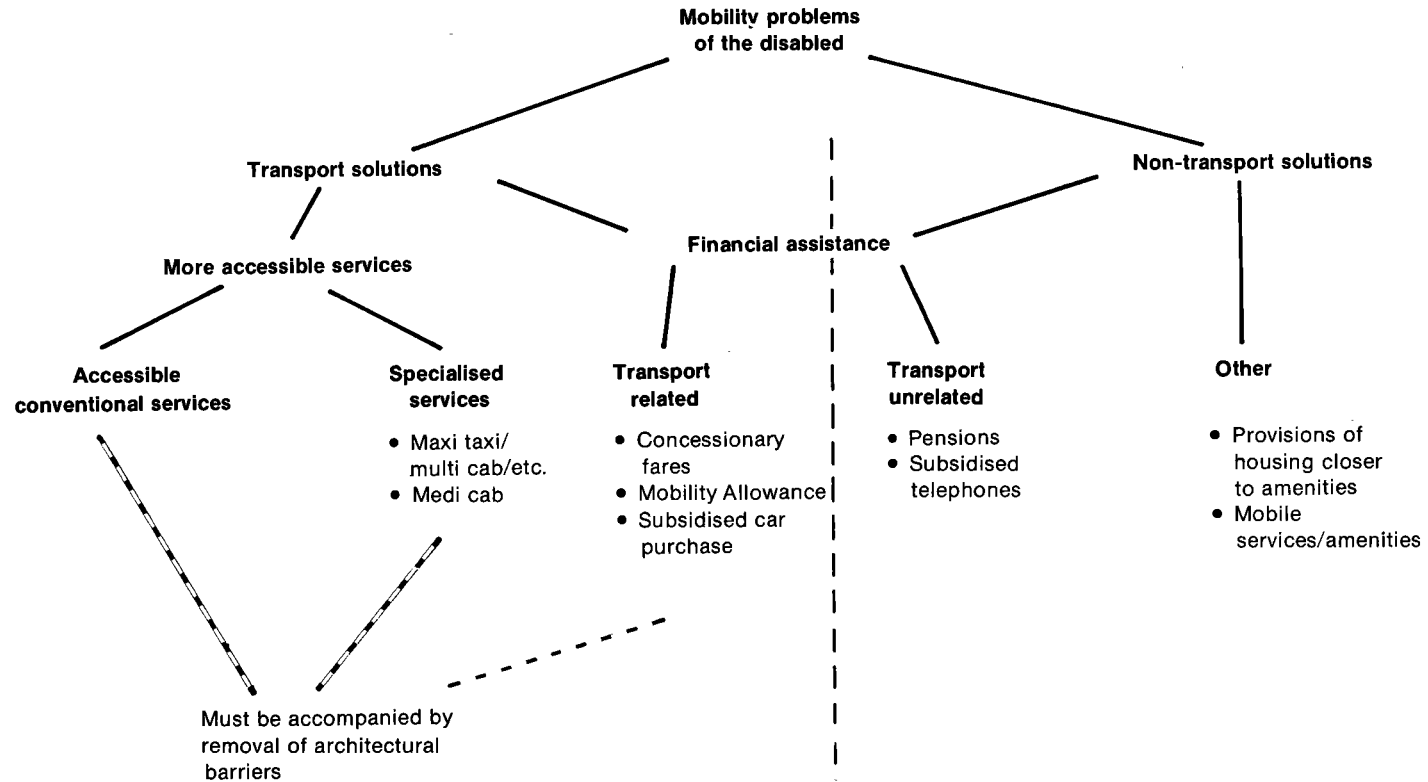 Mobility problems
of the disabled
Transport solutions
Non-transport solutions
Financial assistance
More accessible services
Accessible
conventional services
Specialised
services
• Maxi taxi/
multi cab/etc.
• Medi cab
Transport
related
• Concessionary
fares
• Mobility Allowance
• Subsidised car
purchase
Transport
unrelated
• Pensions
• Subsidised
telephones
Other
• Provisions of
housing closer
to amenities
• Mobile
services/amenities
Must be accompanied by
removal of architectural
barriers